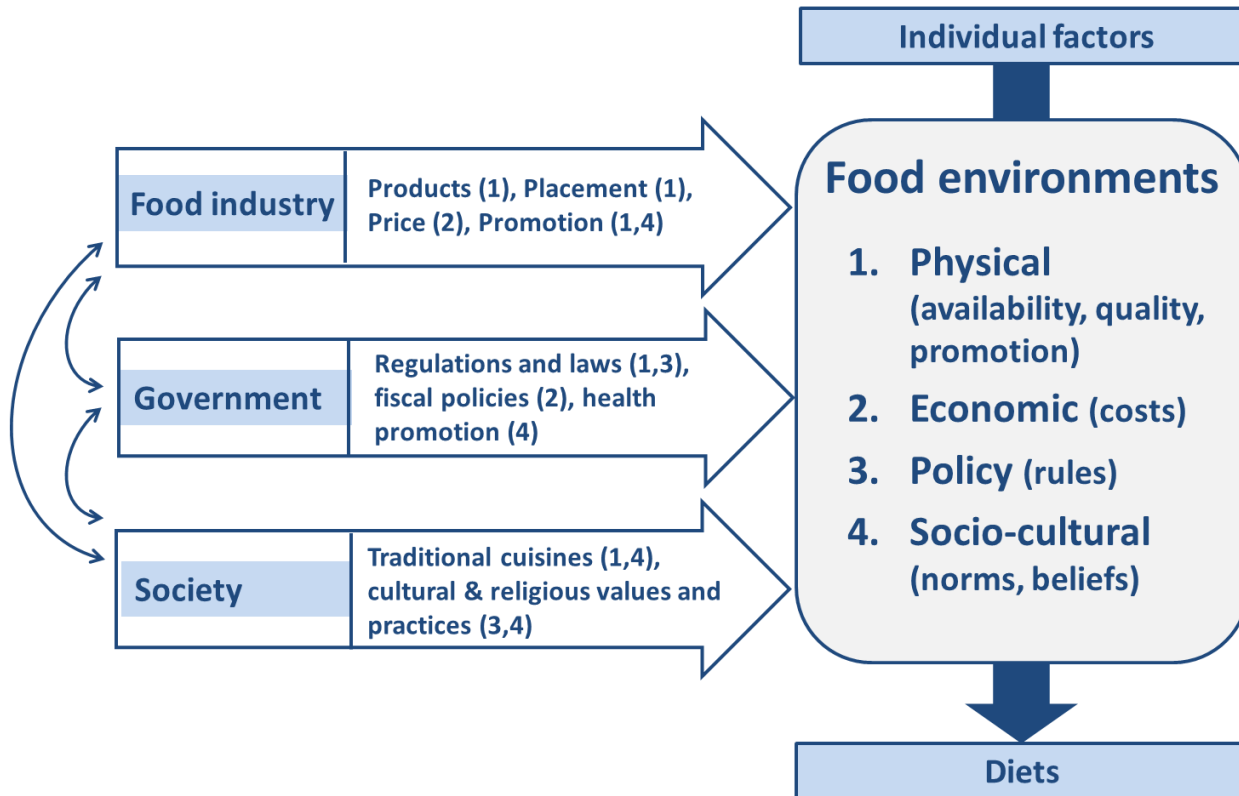 Individual factors
Food industry
Products (1), Placement (1),
Price (2), Promotion (1,4)
Government
Regulations and laws (1,3),
fiscal policies (2), health
promotion (4)
Society
Traditional cuisines (1,4),
cultural & religious values and
practices (3,4)
Food environments
1. Physical
(availability, quality,
promotion)
2. Economic (costs)
3. Policy (rules)
4. Socio-cultural
(norms, beliefs)
Diets